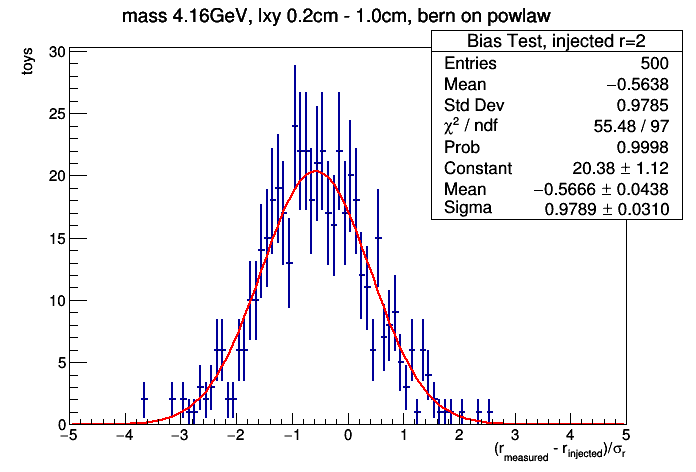 mass 4.16GeV, lxy 0.2cm - 1.0cm, bern on powlaw
Bias Test, injected r=2
Entries 500
Mean −0.5638
Std Dev 0.9785
χ² / ndf 55.48 / 97
Prob 0.9998
Constant 20.38 ± 1.12
Mean −0.5666 ± 0.0438
Sigma 0.9789 ± 0.0310
toys
30
25
20
15
10
5
0
−5 −4 −3 −2 −1 0 1 2 3 4 5
(r_measured - r_injected)/σ_r